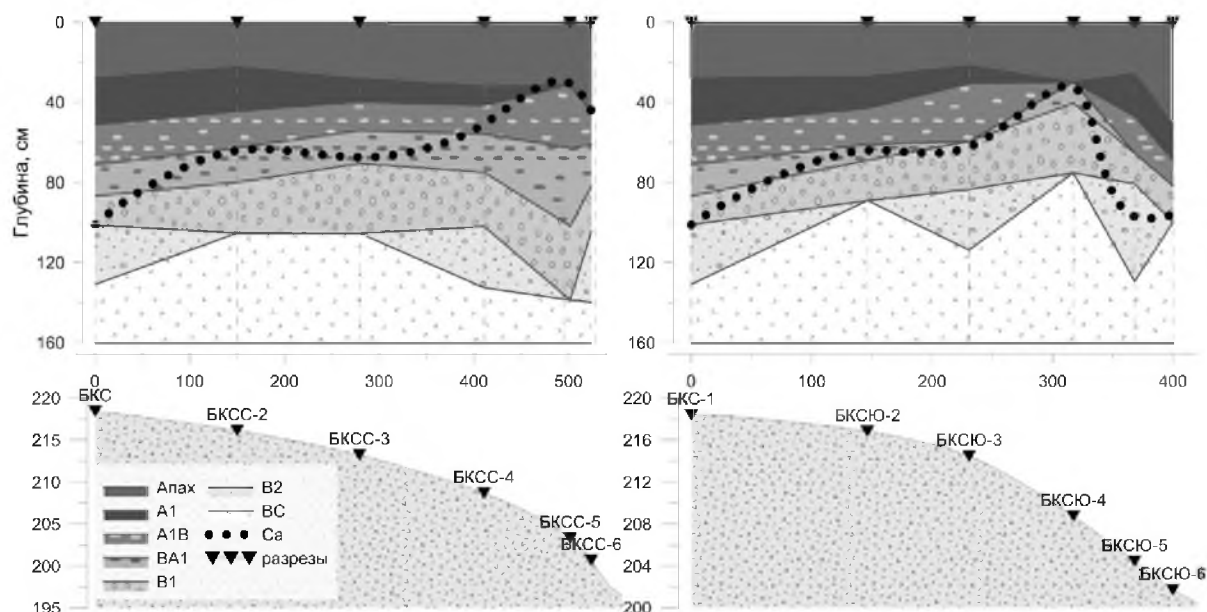 0
40
80
120
160
Глубина, см
0
40
80
120
160
0 100 200 300 400 500
0 100 200 300 400
220
215
210
205
200
195
БКС
БКСС-2
БКСС-3
БКСС-4
БКСС-5
БКСС-6
Апах
А1
А1В
ВА1
В1
В2
ВС
Са
разрезы
220
216
212
208
204
200
БКС-1
БКСЮ-2
БКСЮ-3
БКСЮ-4
БКСЮ-5
БКСЮ-6